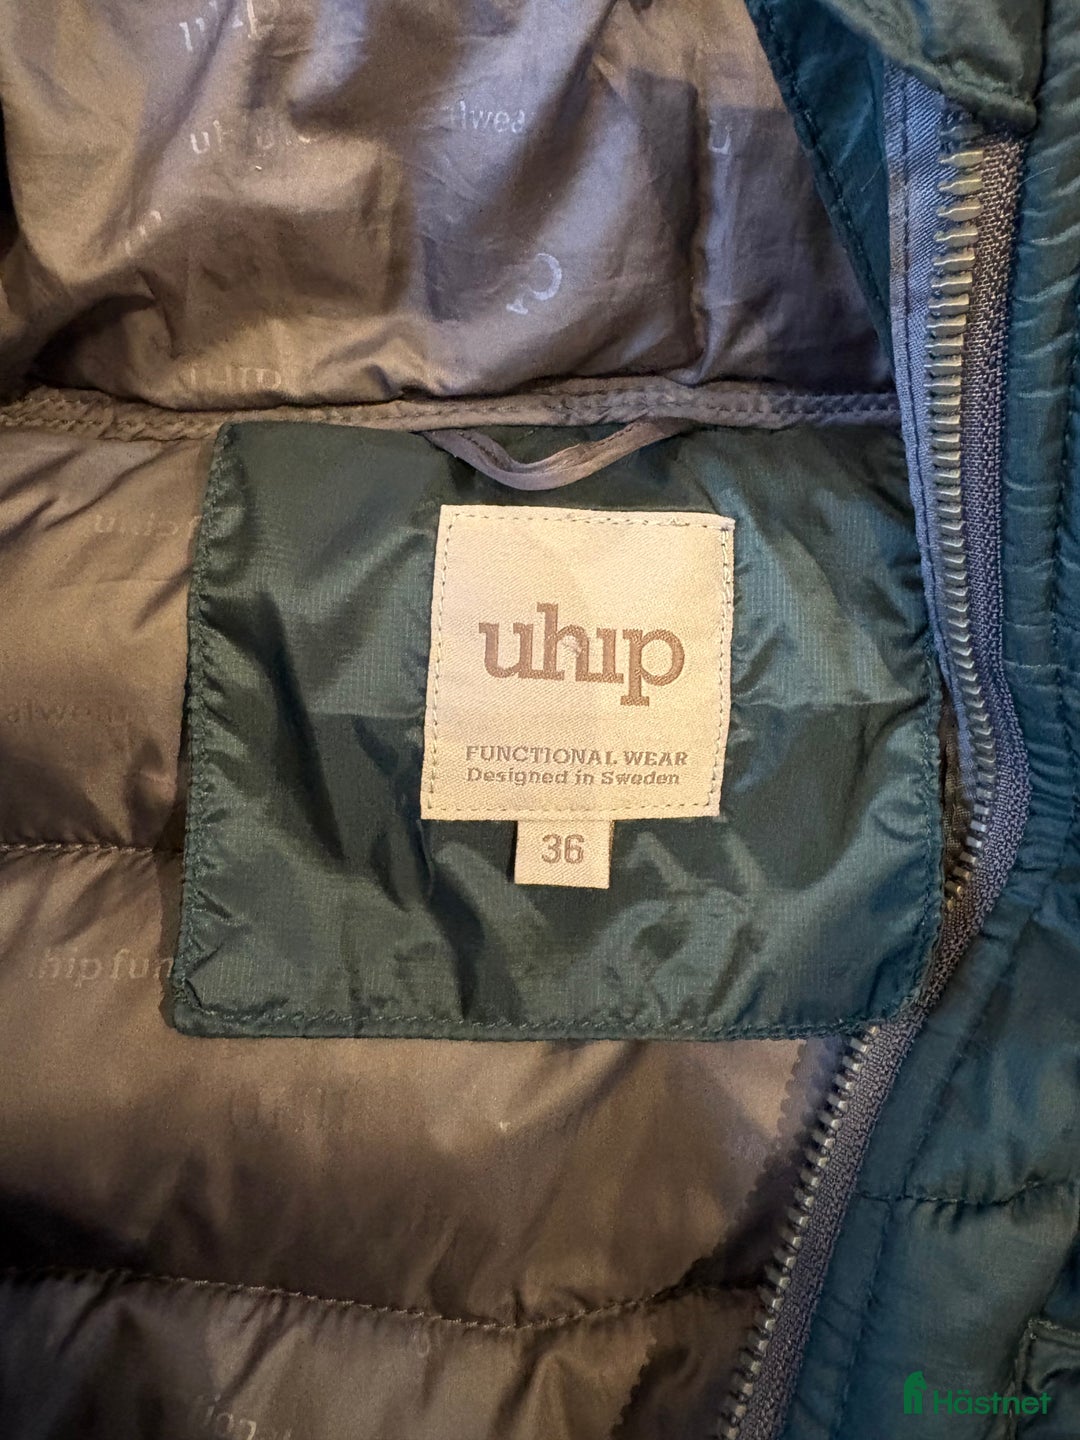 uhip
FUNCTIONAL WEAR
Designed in Sweden
36
Hästnet